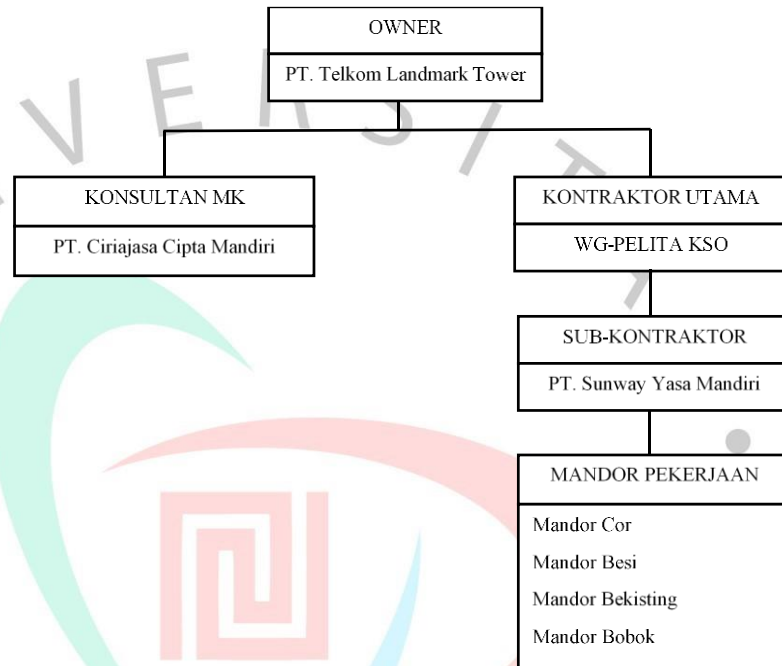 OWNER
PT. Telkom Landmark Tower
VERSIT
KONSULTAN MK
PT. Ciriajasa Cipta Mandiri
KONTRAKTOR UTAMA
WG-PELITA KSO
SUB-KONTRAKTOR
PT. Sunway Yasa Mandiri
MANDOR PEKERJAAN
Mandor Cor
Mandor Besi
Mandor Bekisting
Mandor Bobok